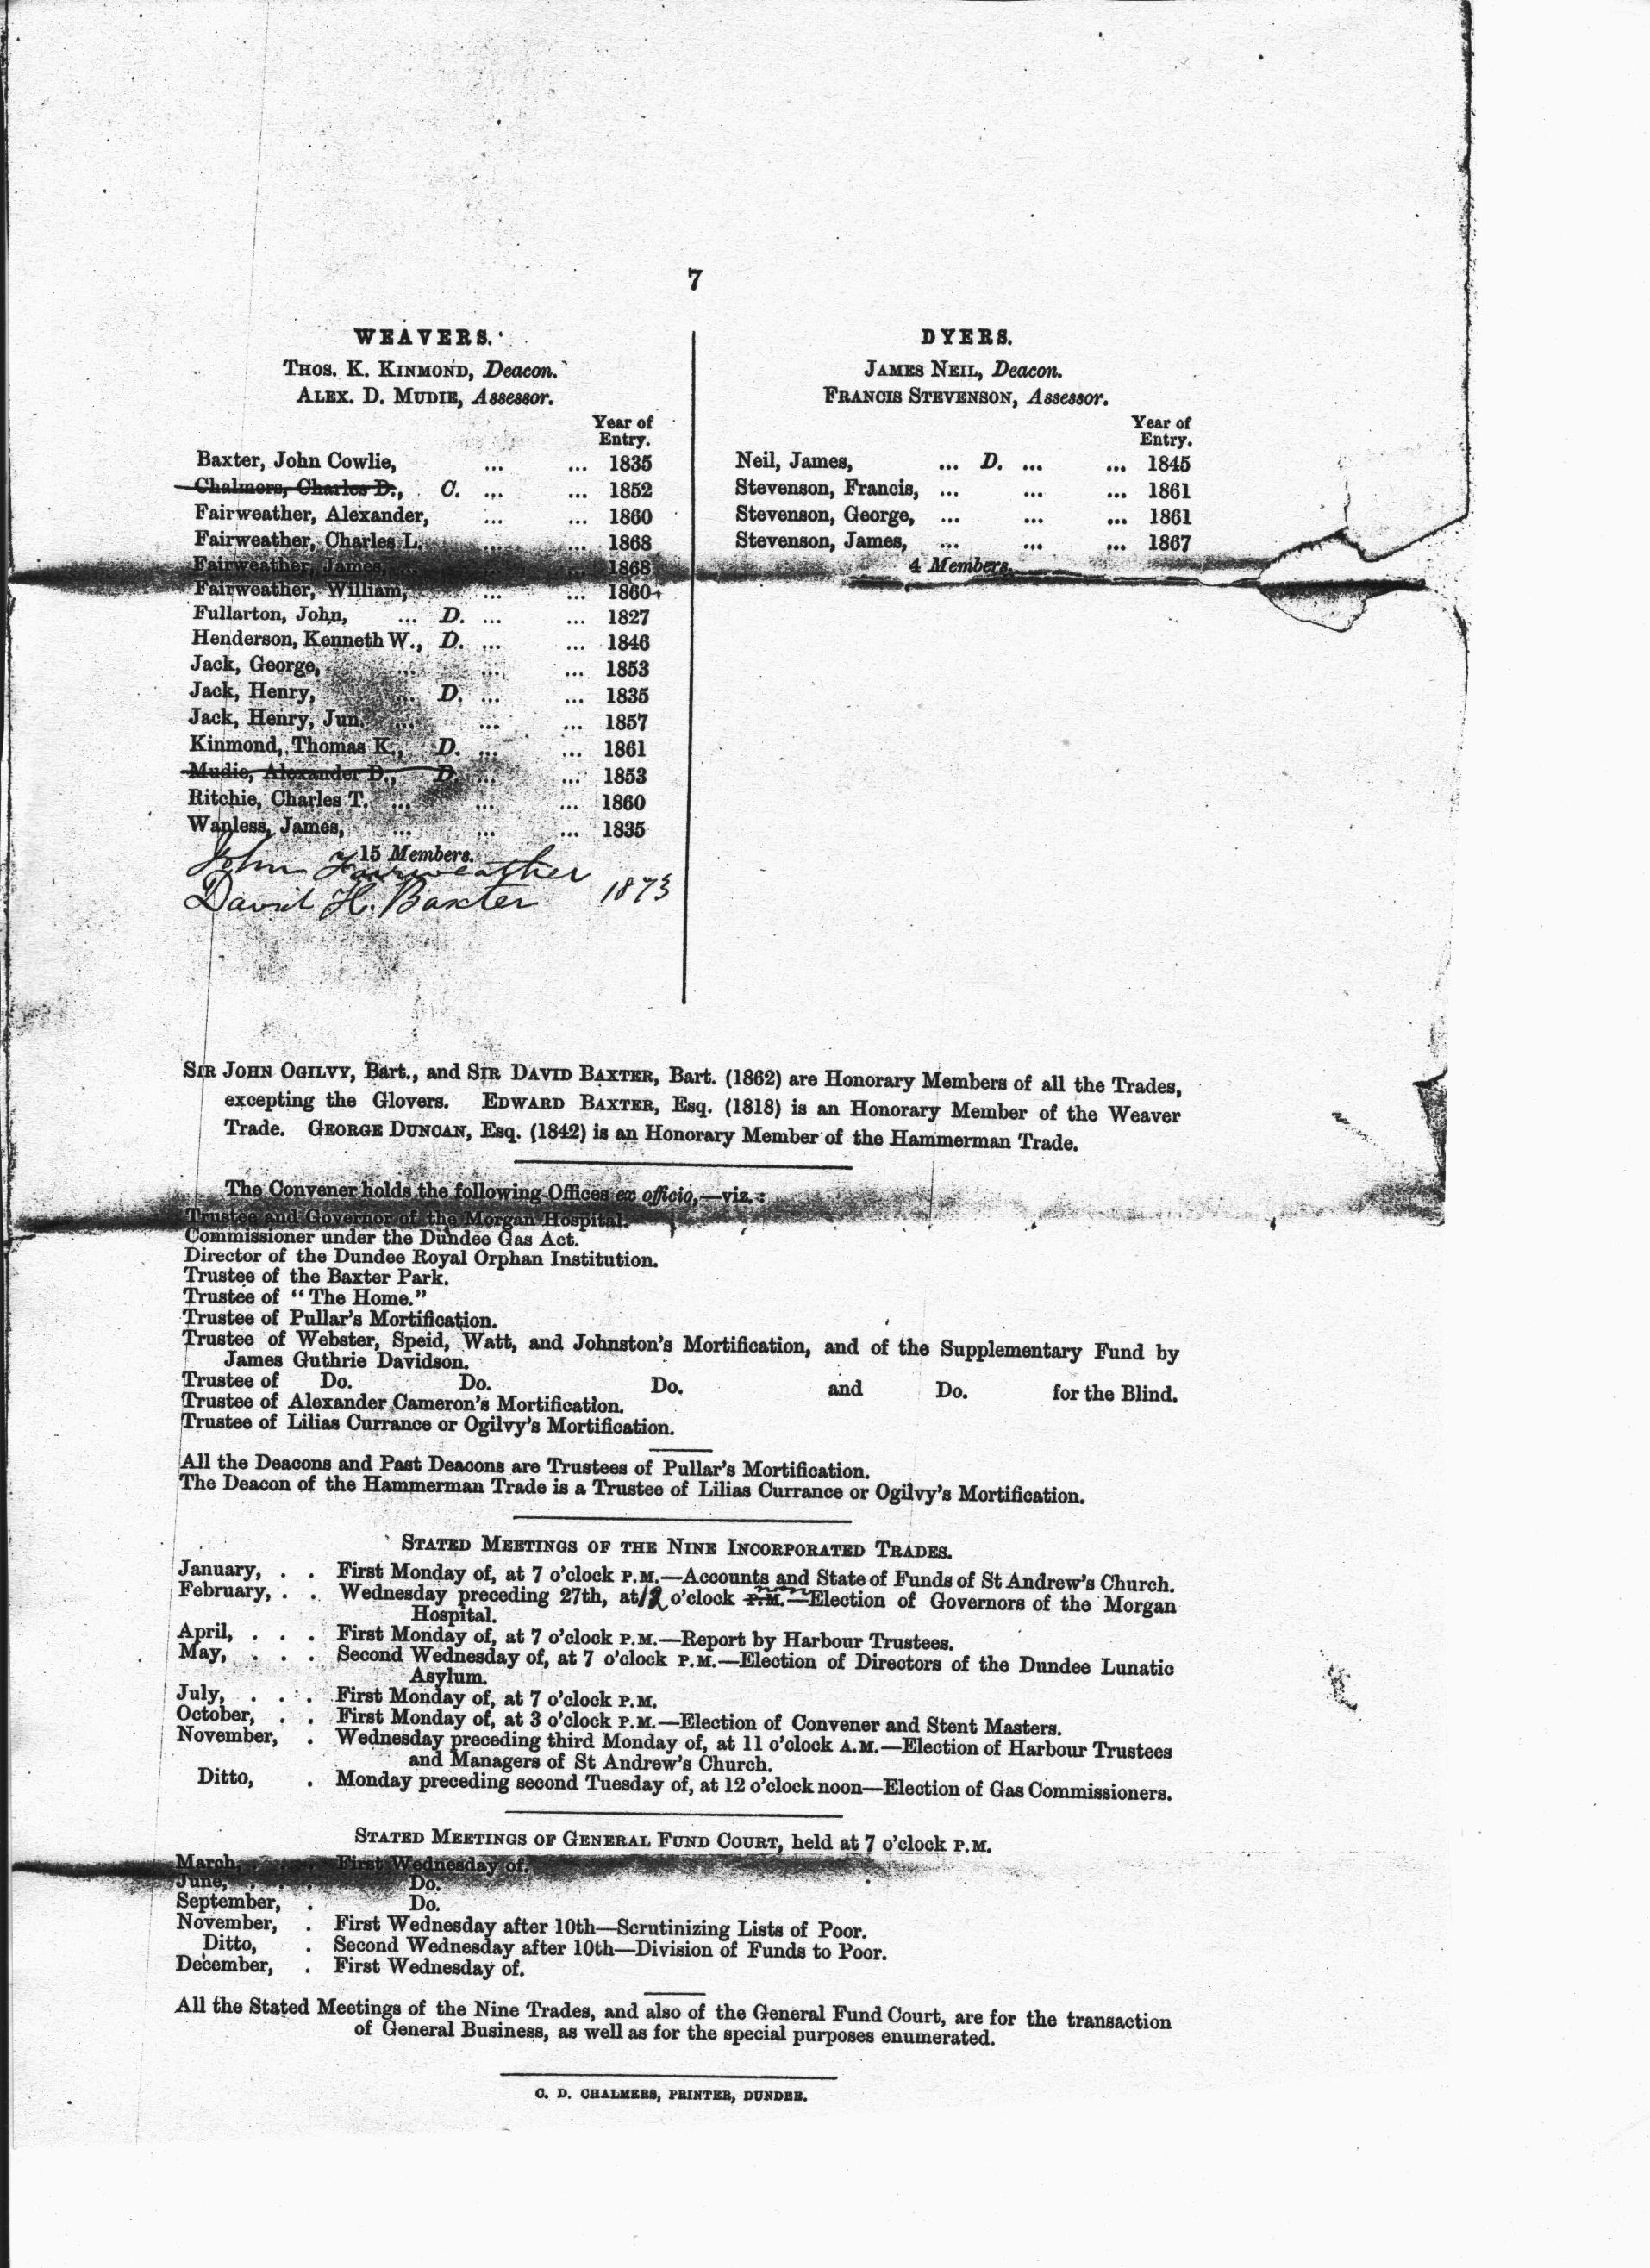 7
WEAVERS.
THOS. K. KINMOND, Deacon.
ALEX. D. MUDIE, Assessor.
Year of
Entry.
Baxter, John Cowlie, ... ... 1835
Chalmers, Charles D., C. ... ... 1852
Fairweather, Alexander, ... ... 1860
Fairweather, Charles L. ... ... 1868
Fairweather, James, ... ... 1868
Fairweather, William, ... ... 1860
Fullarton, John, ... D. ... ... 1827
Henderson, Kenneth W., D. ... ... 1846
Jack, George, ... ... ... 1853
Jack, Henry, ... D. ... ... 1835
Jack, Henry, Jun. ... ... ... 1857
Kinmond, Thomas K., D. ... ... 1861
Mudie, Alexander D., D. ... ... 1853
Ritchie, Charles T. ... ... ... 1860
Wanless, James, ... ... ... 1835
15 Members.
John Fairweather
David H. Baxter 1873
DYERS.
JAMES NEIL, Deacon.
FRANCIS STEVENSON, Assessor.
Year of
Entry.
Neil, James, ... D. ... ... 1845
Stevenson, Francis, ... ... ... 1861
Stevenson, George, ... ... ... 1861
Stevenson, James, ... ... ... 1867
4 Members.
SIR JOHN OGILVY, Bart., and SIR DAVID BAXTER, Bart. (1862) are Honorary Members of all the Trades,
excepting the Glovers. EDWARD BAXTER, Esq. (1818) is an Honorary Member of the Weaver
Trade. GEORGE DUNCAN, Esq. (1842) is an Honorary Member of the Hammerman Trade.
The Convener holds the following Offices ex officio,—viz.:
Trustee and Governor of the Morgan Hospital.
Commissioner under the Dundee Gas Act.
Director of the Dundee Royal Orphan Institution.
Trustee of the Baxter Park.
Trustee of "The Home."
Trustee of Pullar's Mortification.
Trustee of Webster, Speid, Watt, and Johnston's Mortification, and of the Supplementary Fund by
James Guthrie Davidson.
Trustee of Do. Do. Do. and Do. for the Blind.
Trustee of Alexander Cameron's Mortification.
Trustee of Lilias Currance or Ogilvy's Mortification.
All the Deacons and Past Deacons are Trustees of Pullar's Mortification.
The Deacon of the Hammerman Trade is a Trustee of Lilias Currance or Ogilvy's Mortification.
STATED MEETINGS OF THE NINE INCORPORATED TRADES.
January, . . First Monday of, at 7 o'clock P.M.—Accounts and State of Funds of St Andrew's Church.
February, . . Wednesday preceding 27th, at 12 o'clock P.M. noon—Election of Governors of the Morgan
Hospital.
April, . . . First Monday of, at 7 o'clock P.M.—Report by Harbour Trustees.
May, . . . Second Wednesday of, at 7 o'clock P.M.—Election of Directors of the Dundee Lunatic
Asylum.
July, . . . First Monday of, at 7 o'clock P.M.
October, . . First Monday of, at 3 o'clock P.M.—Election of Convener and Stent Masters.
November, . Wednesday preceding third Monday of, at 11 o'clock A.M.—Election of Harbour Trustees
and Managers of St Andrew's Church.
Ditto, . Monday preceding second Tuesday of, at 12 o'clock noon—Election of Gas Commissioners.
STATED MEETINGS OF GENERAL FUND COURT, held at 7 o'clock P.M.
March, . . . First Wednesday of.
June, . . . Do.
September, . Do.
November, . First Wednesday after 10th—Scrutinizing Lists of Poor.
Ditto, . Second Wednesday after 10th—Division of Funds to Poor.
December, . First Wednesday of.
All the Stated Meetings of the Nine Trades, and also of the General Fund Court, are for the transaction
of General Business, as well as for the special purposes enumerated.
C. D. CHALMERS, PRINTER, DUNDEE.